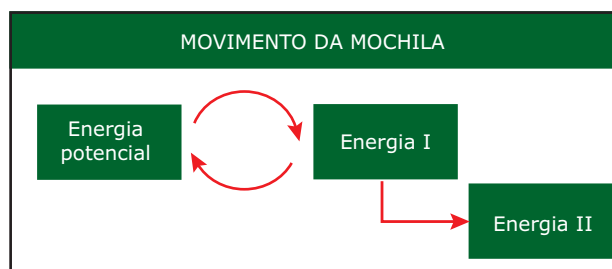 MOVIMENTO DA MOCHILA
Energia
potencial
Energia I
Energia II